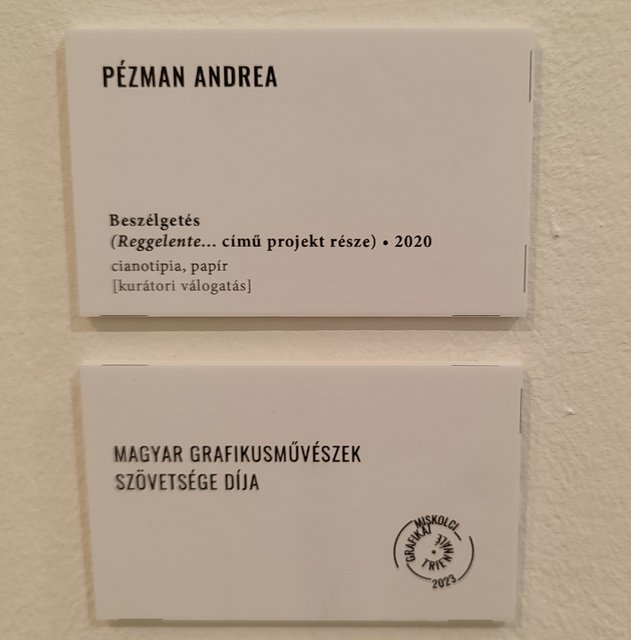 PÉZMAN ANDREA
Beszélgetés
(Reggelente... című projekt része) • 2020
cianotípia, papír
[kurátori válogatás]
MAGYAR GRAFIKUSMŰVÉSZEK
SZÖVETSÉGE DÍJA
MISKOLCI
GRAFIKAI
TRIENNÁLÉ
2023